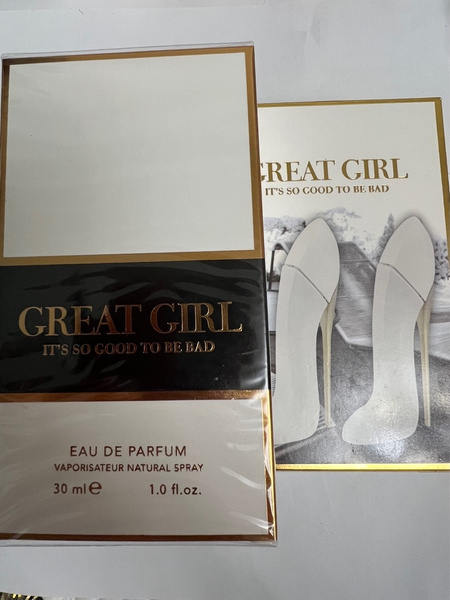 GREAT GIRL
IT'S SO GOOD TO BE BAD
EAU DE PARFUM
VAPORISATEUR NATURAL SPRAY
30 ml℮ 1.0 fl.oz.
GREAT GIRL
IT'S SO GOOD TO BE BAD